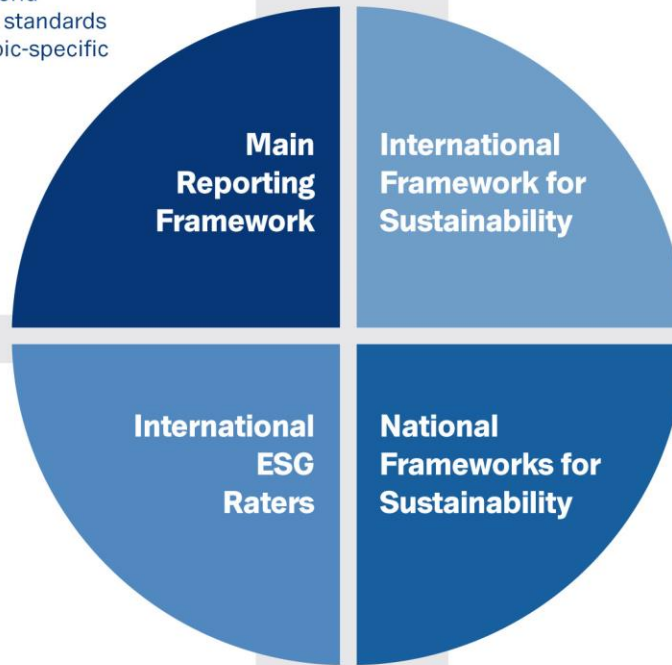 standards
Main
Reporting
Framework
International
Framework for
Sustainability
International
ESG
Raters
National
Frameworks for
Sustainability